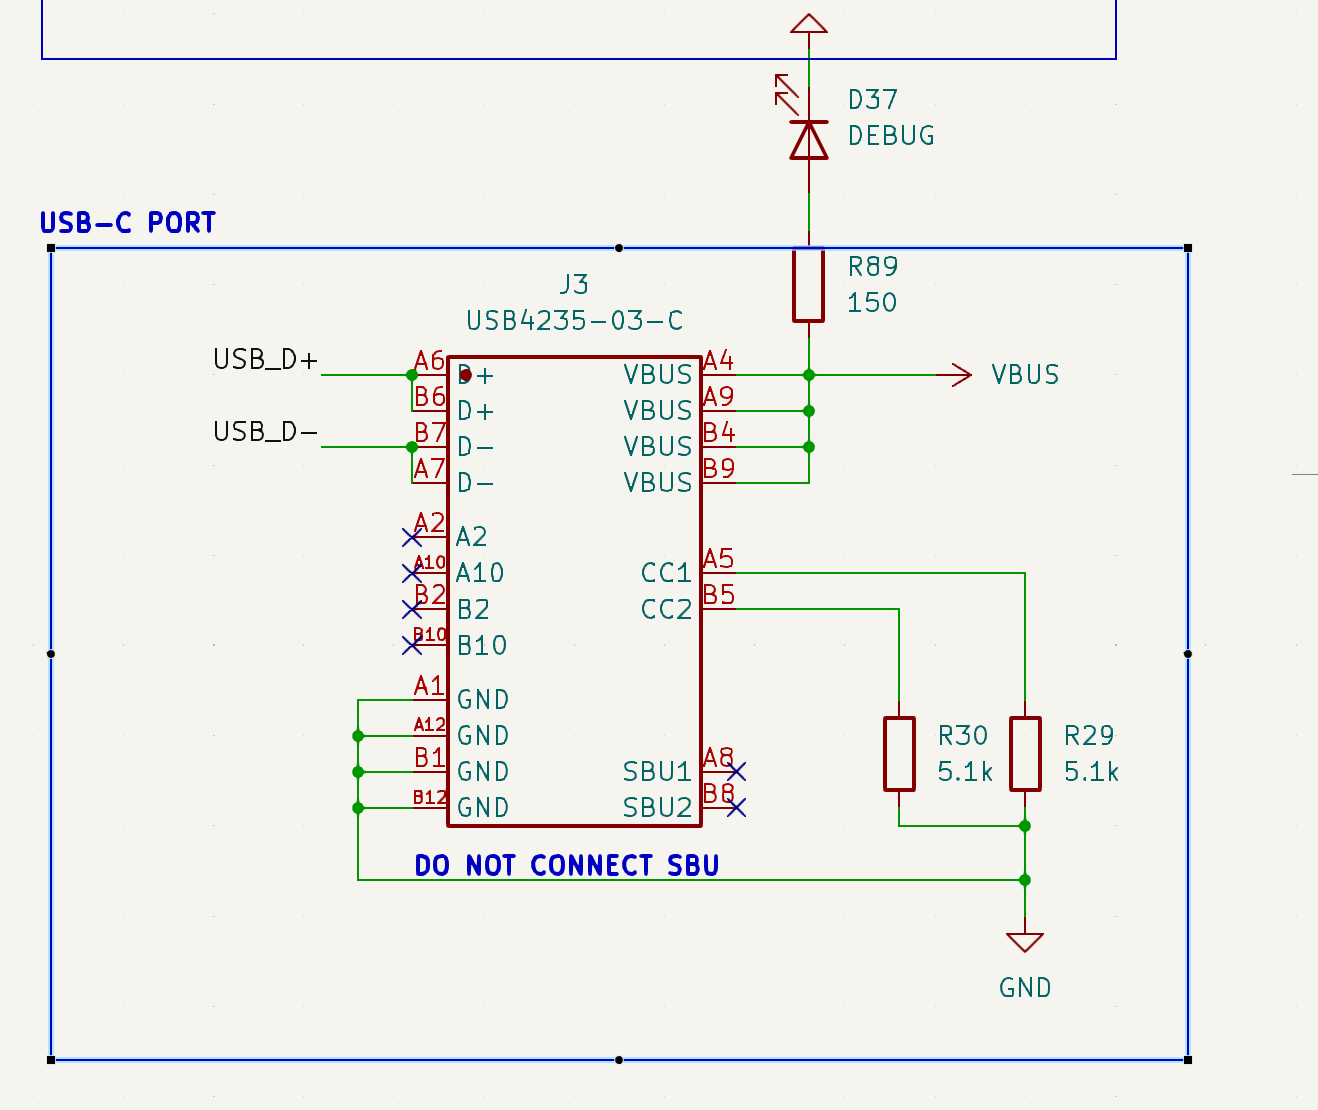 D37
DEBUG
USB-C PORT
R89
150
J3
USB4235-03-C
USB_D+
A6
D+
VBUS
A4
VBUS
B6
D+
VBUS
A9
USB_D-
B7
D-
VBUS
B4
A7
D-
VBUS
B9
A2
A2
A10
A10
CC1
A5
B2
B2
CC2
B5
B10
B10
A1
GND
A12
GND
R30
5.1k
R29
5.1k
B1
GND
SBU1
A8
B12
GND
SBU2
B8
DO NOT CONNECT SBU
GND